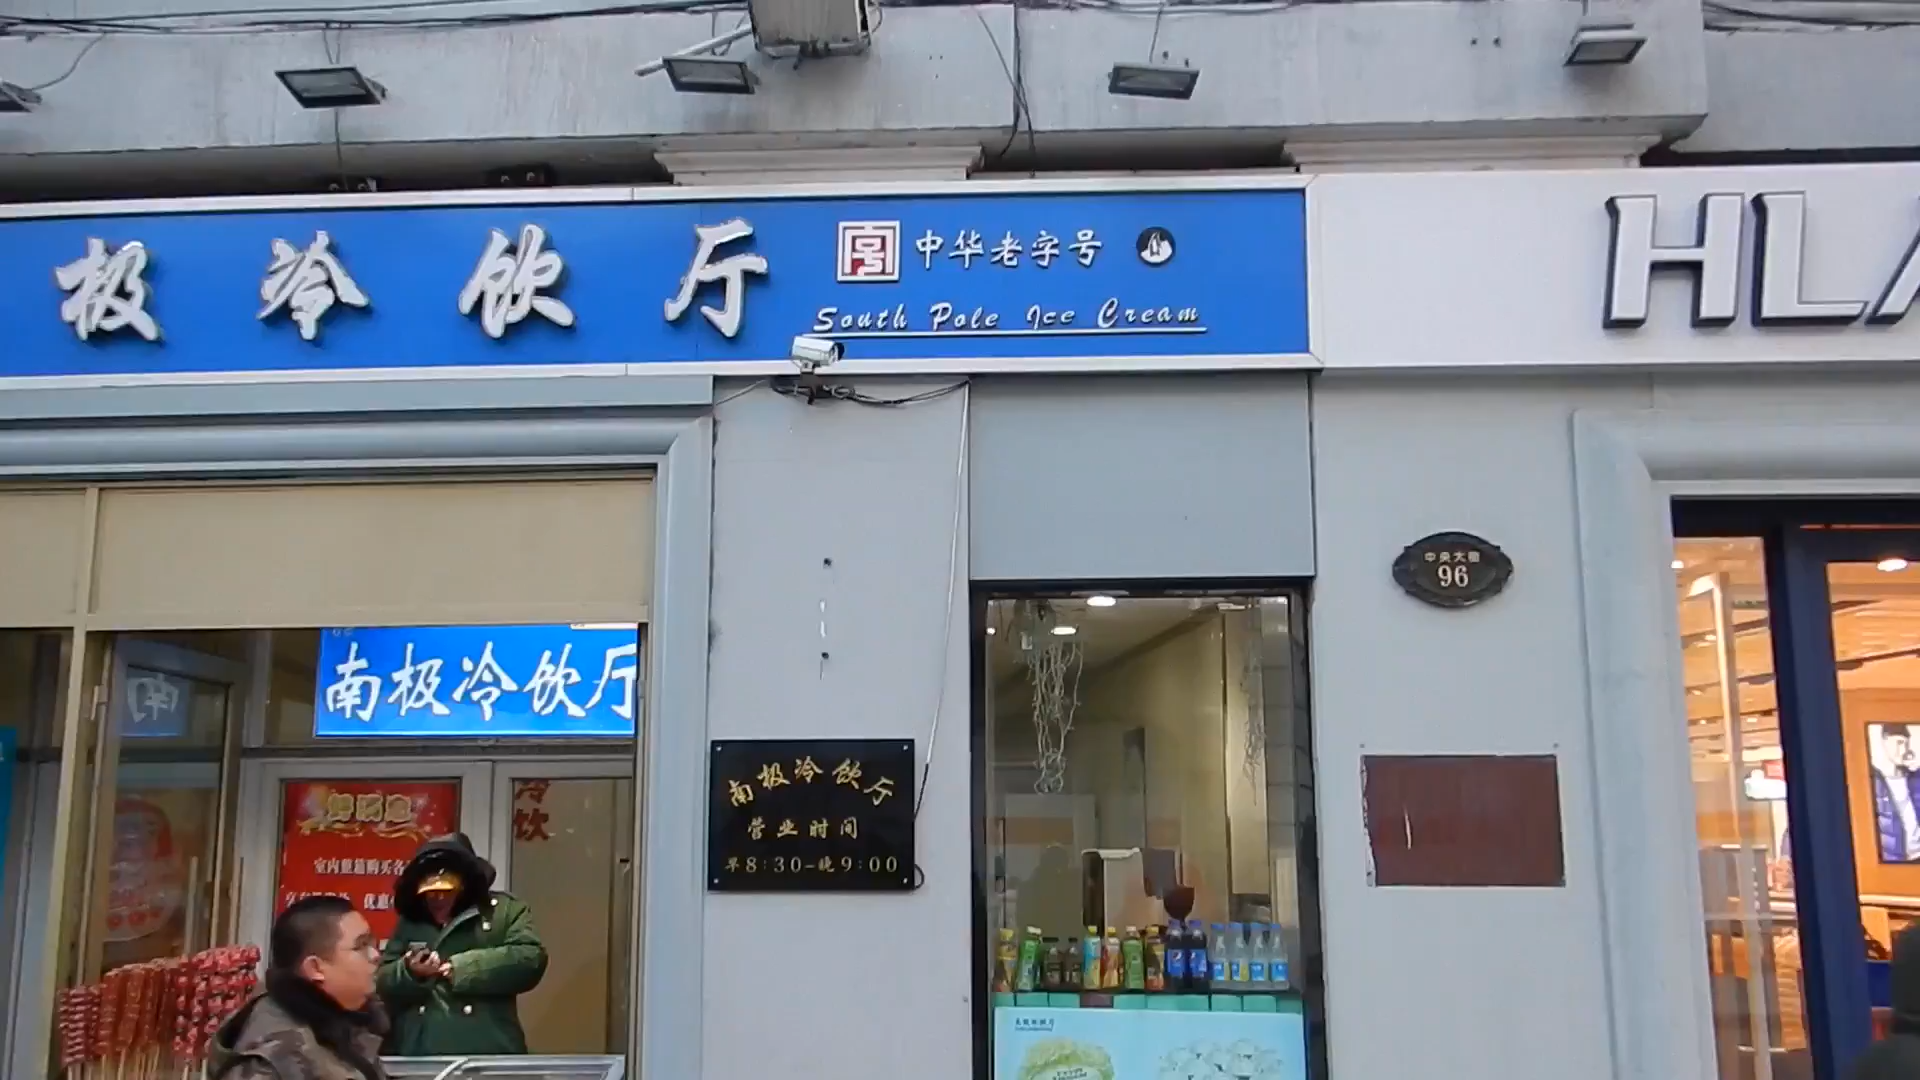 极冷饮厅
中华老字号
South Pole Ice Cream
HLA
南极冷饮厅
南极冷饮厅
营业时间
早8:30-晚9:00
中央大街
96
冷饮